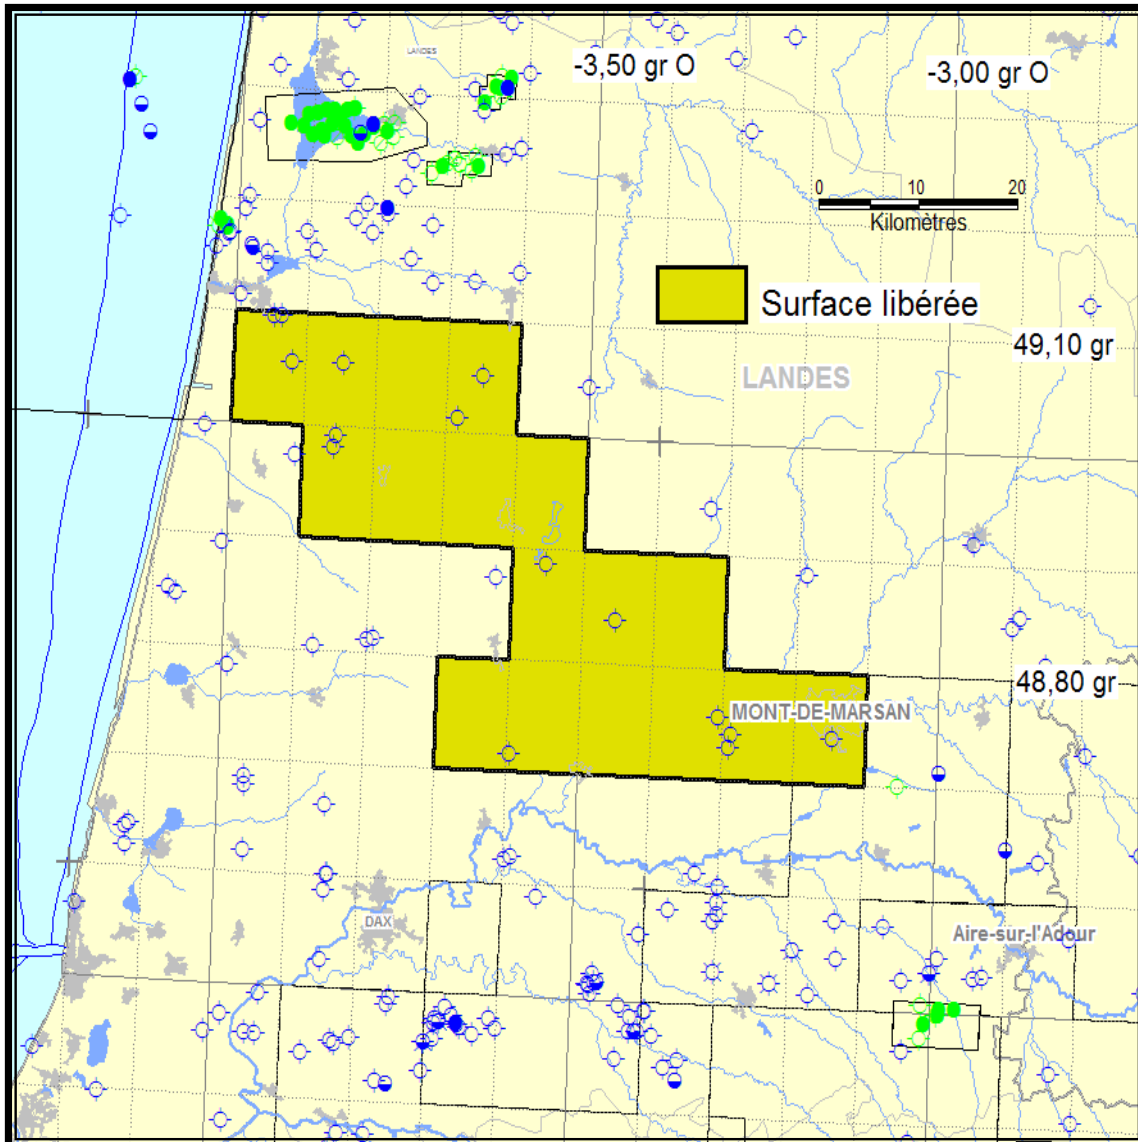 LANDES
-3,50 gr O
-3,00 gr O
0 10 20
Kilomètres
Surface libérée
49,10 gr
LANDES
48,80 gr
MONT-DE-MARSAN
DAX
Aire-sur-l'Adour